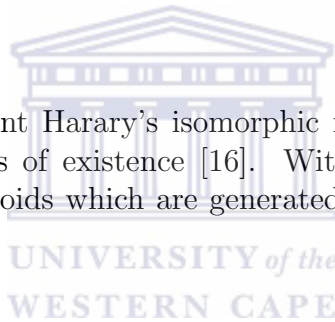 nt Harary's isomorphic
s of existence [16]. Wit
oids which are generated
UNIVERSITY of the
WESTERN CAPE